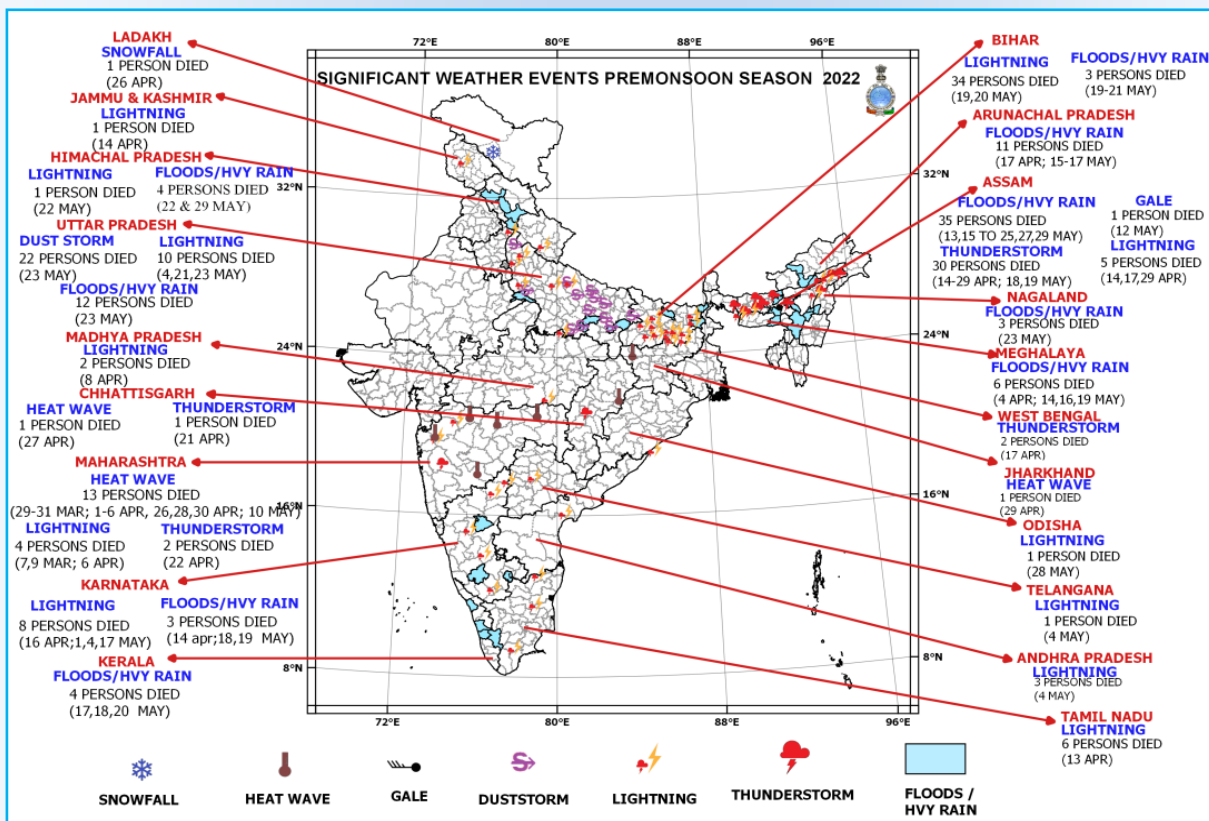 SIGNIFICANT WEATHER EVENTS PREMONSOON SEASON 2022
72°E
80°E
88°E
96°E
LADAKH
SNOWFALL
1 PERSON DIED
(26 APR)
JAMMU & KASHMIR
LIGHTNING
1 PERSON DIED
(14 APR)
HIMACHAL PRADESH
LIGHTNING
1 PERSON DIED
(22 MAY)
FLOODS/HVY RAIN
4 PERSONS DIED
(22 & 29 MAY)
UTTAR PRADESH
DUST STORM
22 PERSONS DIED
(23 MAY)
LIGHTNING
10 PERSONS DIED
(4,21,23 MAY)
FLOODS/HVY RAIN
12 PERSONS DIED
(23 MAY)
MADHYA PRADESH
LIGHTNING
2 PERSONS DIED
(8 APR)
CHHATTISGARH
HEAT WAVE
1 PERSON DIED
(27 APR)
THUNDERSTORM
1 PERSON DIED
(21 APR)
MAHARASHTRA
HEAT WAVE
13 PERSONS DIED
(29-31 MAR; 1-6 APR, 26,28,30 APR; 10 MAY)
LIGHTNING
4 PERSONS DIED
(7,9 MAR; 6 APR)
THUNDERSTORM
2 PERSONS DIED
(22 APR)
KARNATAKA
LIGHTNING
8 PERSONS DIED
(16 APR;1,4,17 MAY)
FLOODS/HVY RAIN
3 PERSONS DIED
(14 apr;18,19 MAY)
KERALA
FLOODS/HVY RAIN
4 PERSONS DIED
(17,18,20 MAY)
32°N
24°N
16°N
8°N
BIHAR
LIGHTNING
34 PERSONS DIED
(19,20 MAY)
FLOODS/HVY RAIN
3 PERSONS DIED
(19-21 MAY)
ARUNACHAL PRADESH
FLOODS/HVY RAIN
11 PERSONS DIED
(17 APR; 15-17 MAY)
ASSAM
FLOODS/HVY RAIN
35 PERSONS DIED
(13,15 TO 25,27,29 MAY)
GALE
1 PERSON DIED
(12 MAY)
THUNDERSTORM
30 PERSONS DIED
(14-29 APR; 18,19 MAY)
LIGHTNING
5 PERSONS DIED
(14,17,29 APR)
NAGALAND
FLOODS/HVY RAIN
3 PERSONS DIED
(23 MAY)
MEGHALAYA
FLOODS/HVY RAIN
6 PERSONS DIED
(4 APR; 14,16,19 MAY)
WEST BENGAL
THUNDERSTORM
2 PERSONS DIED
(17 APR)
JHARKHAND
HEAT WAVE
1 PERSON DIED
(29 APR)
ODISHA
LIGHTNING
1 PERSON DIED
(28 MAY)
TELANGANA
LIGHTNING
1 PERSON DIED
(4 MAY)
ANDHRA PRADESH
LIGHTNING
3 PERSONS DIED
(4 MAY)
TAMIL NADU
LIGHTNING
6 PERSONS DIED
(13 APR)
32°N
24°N
16°N
8°N
72°E
80°E
88°E
96°E
SNOWFALL
HEAT WAVE
GALE
DUSTSTORM
LIGHTNING
THUNDERSTORM
FLOODS /
HVY RAIN